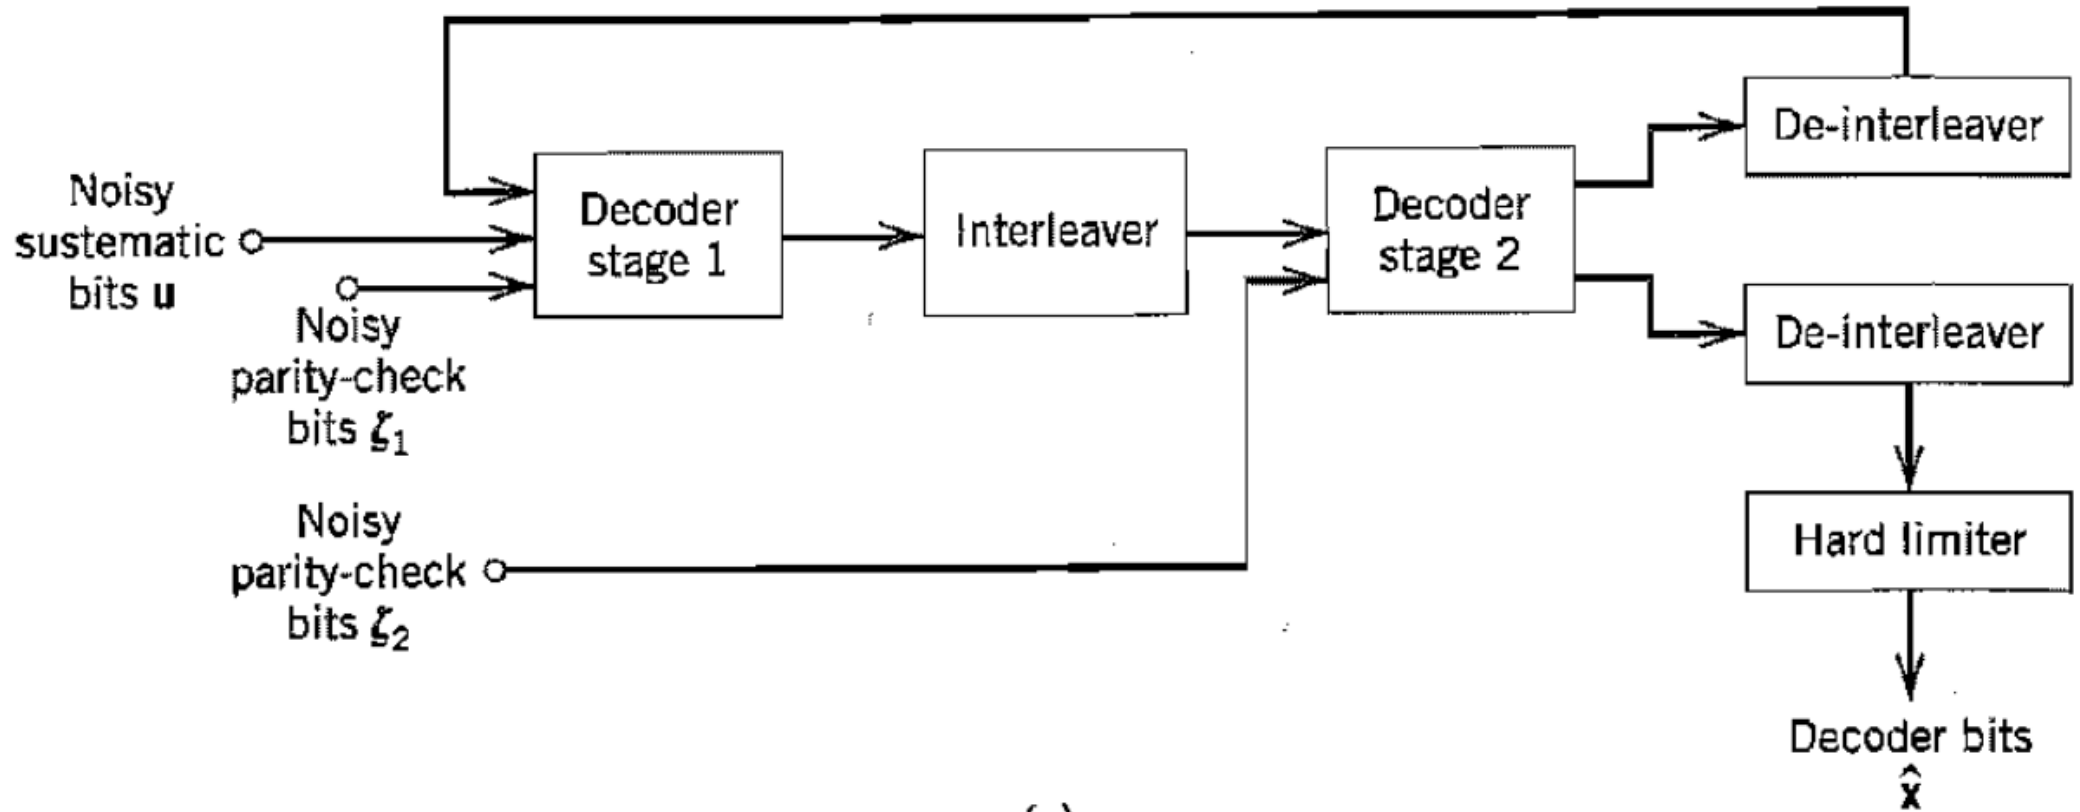 De-interleaver
Noisy
sustematic
bits u
Decoder
stage 1
Interleaver
Decoder
stage 2
De-interleaver
Noisy
parity-check
bits ζ1
Noisy
parity-check
bits ζ2
Hard limiter
Decoder bits
x̂